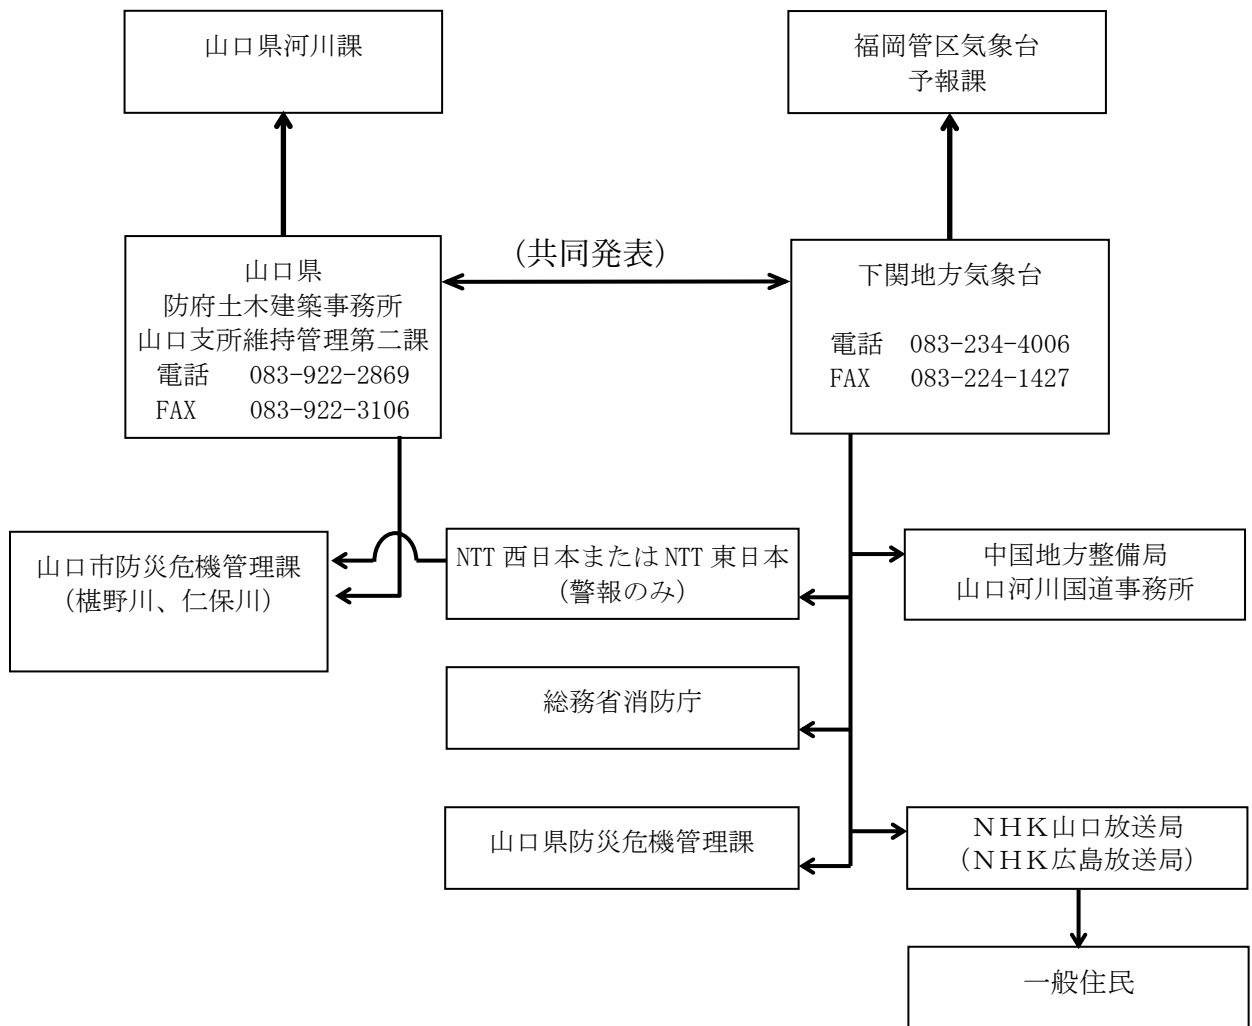 山口県河川課
福岡管区気象台
予報課
(共同発表)
山口県
防府土木建築事務所
山口支所維持管理第二課
電話 083-922-2869
FAX 083-922-3106
下関地方気象台
電話 083-234-4006
FAX 083-224-1427
山口市防災危機管理課
(椹野川、仁保川)
NTT 西日本または NTT 東日本
(警報のみ)
中国地方整備局
山口河川国道事務所
総務省消防庁
山口県防災危機管理課
NHK山口放送局
(NHK広島放送局)
一般住民